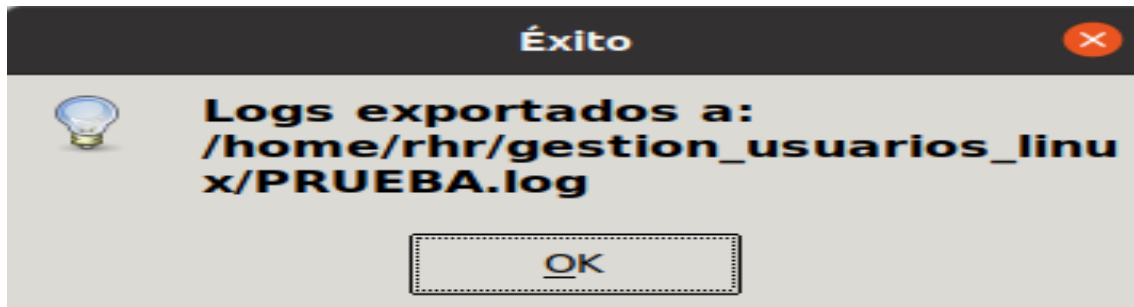 Éxito
Logs exportados a:
/home/rhr/gestion_usuarios_linu
x/PRUEBA.log
OK